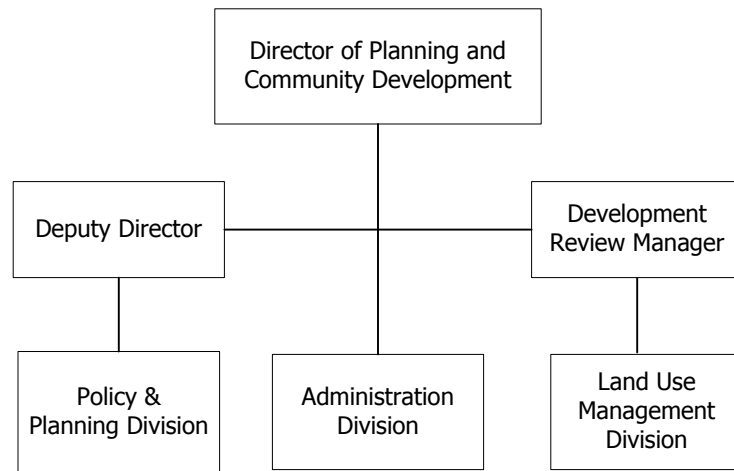 Director of Planning and
Community Development
Deputy Director
Development
Review Manager
Policy &
Planning Division
Administration
Division
Land Use
Management
Division